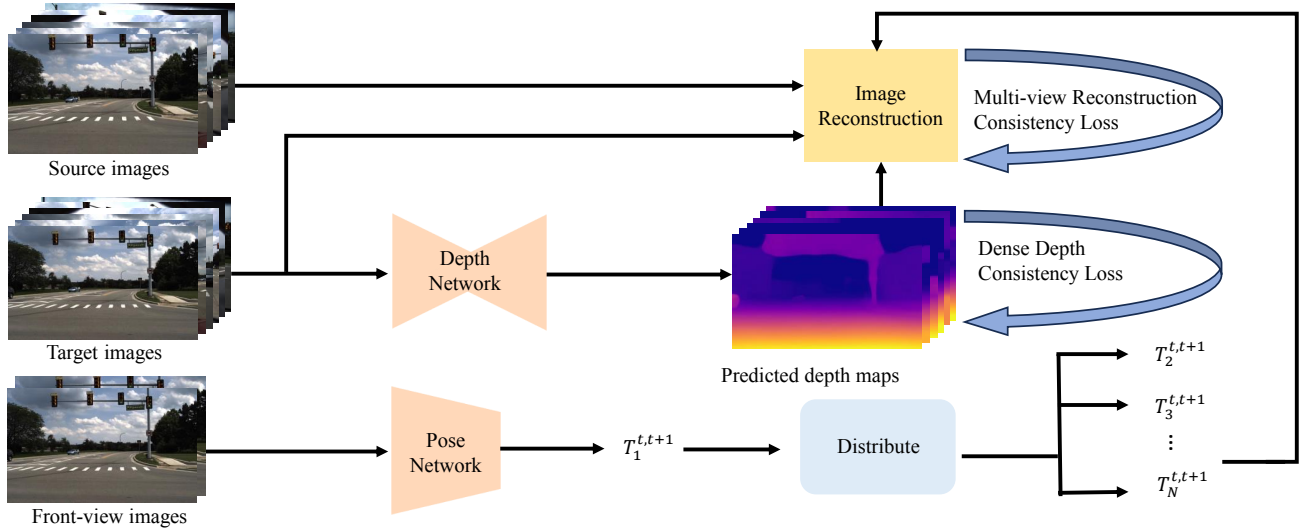 Source images
Image
Reconstruction
Multi-view Reconstruction
Consistency Loss
Target images
Depth
Network
Predicted depth maps
Dense Depth
Consistency Loss
Front-view images
Pose
Network
$T_1^{t,t+1}$
Distribute
$T_2^{t,t+1}$
$T_3^{t,t+1}$
⋮
$T_N^{t,t+1}$